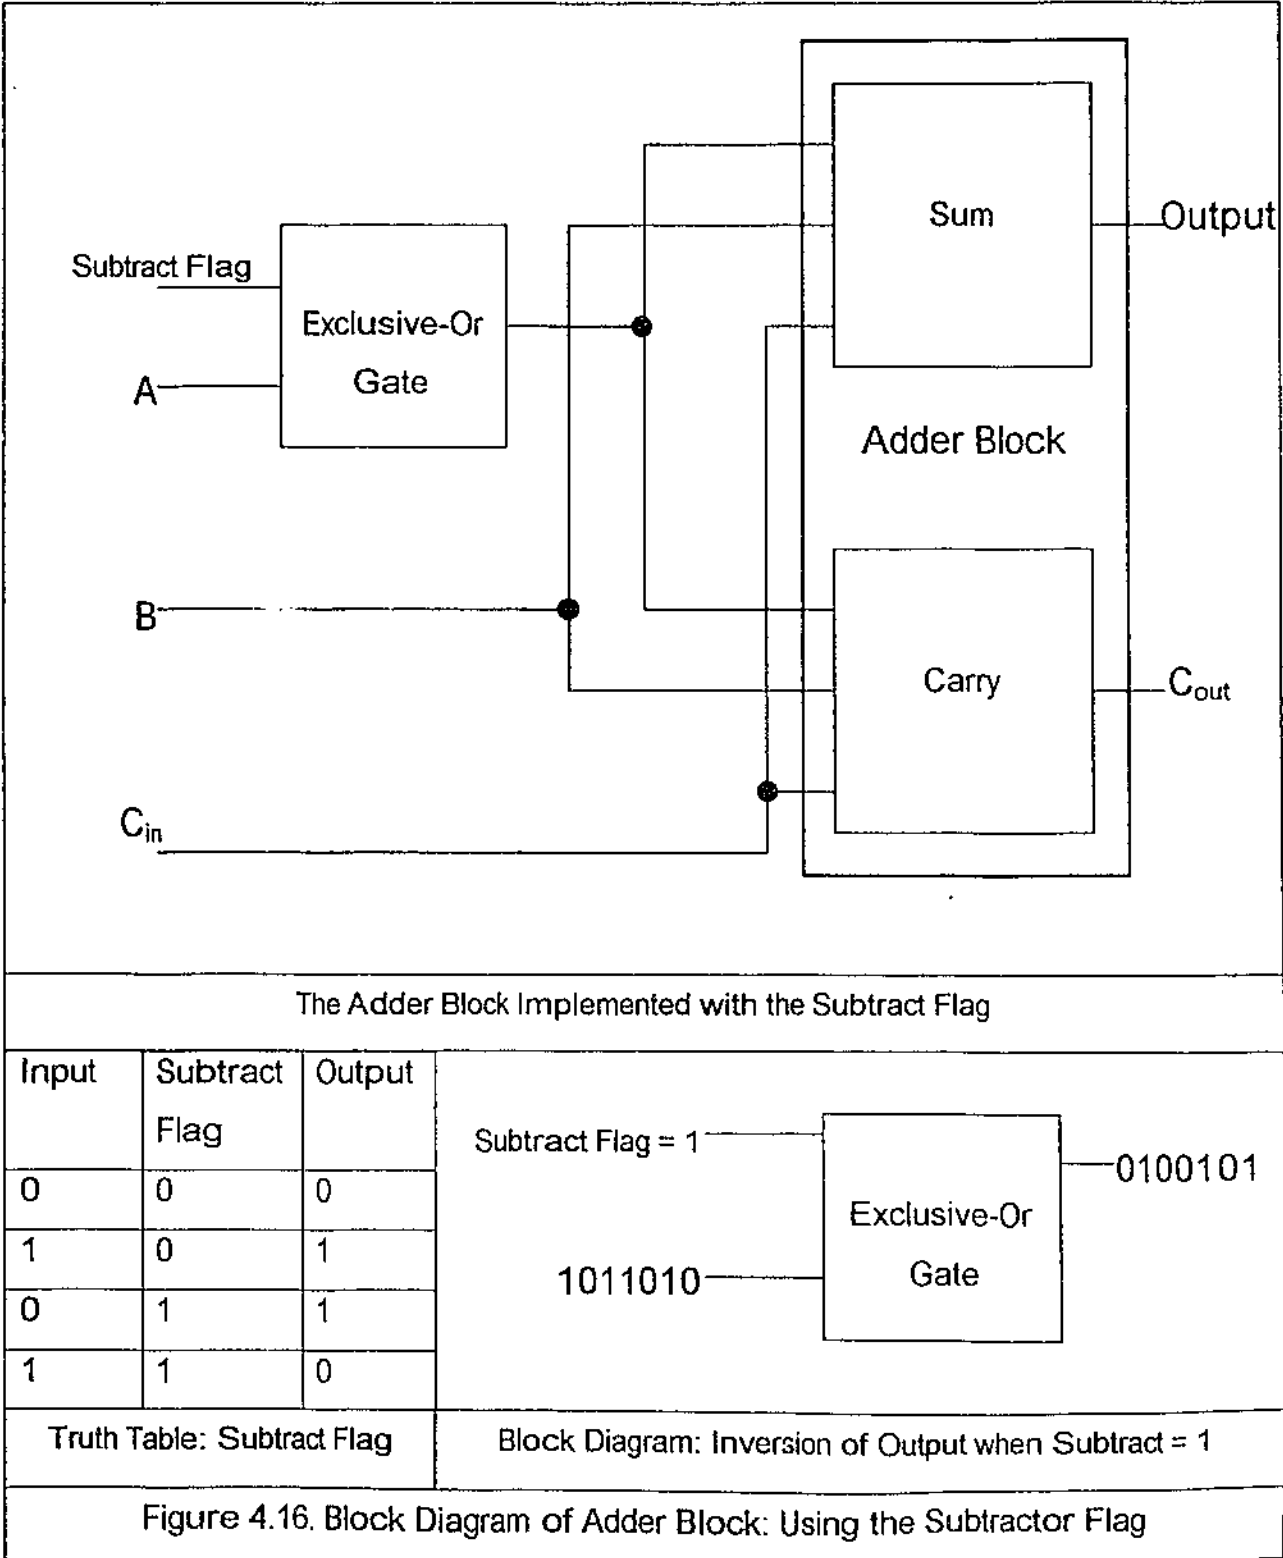 Sum
Output
Subtract Flag
Exclusive-Or
Gate
A
Adder Block
B
Carry
Cout
Cin
The Adder Block Implemented with the Subtract Flag
Input Subtract Output
Flag
0 0 0
1 0 1
0 1 1
1 1 0
Subtract Flag = 1
0100101
Exclusive-Or
Gate
1011010
Truth Table: Subtract Flag
Block Diagram: Inversion of Output when Subtract = 1
Figure 4.16. Block Diagram of Adder Block: Using the Subtractor Flag